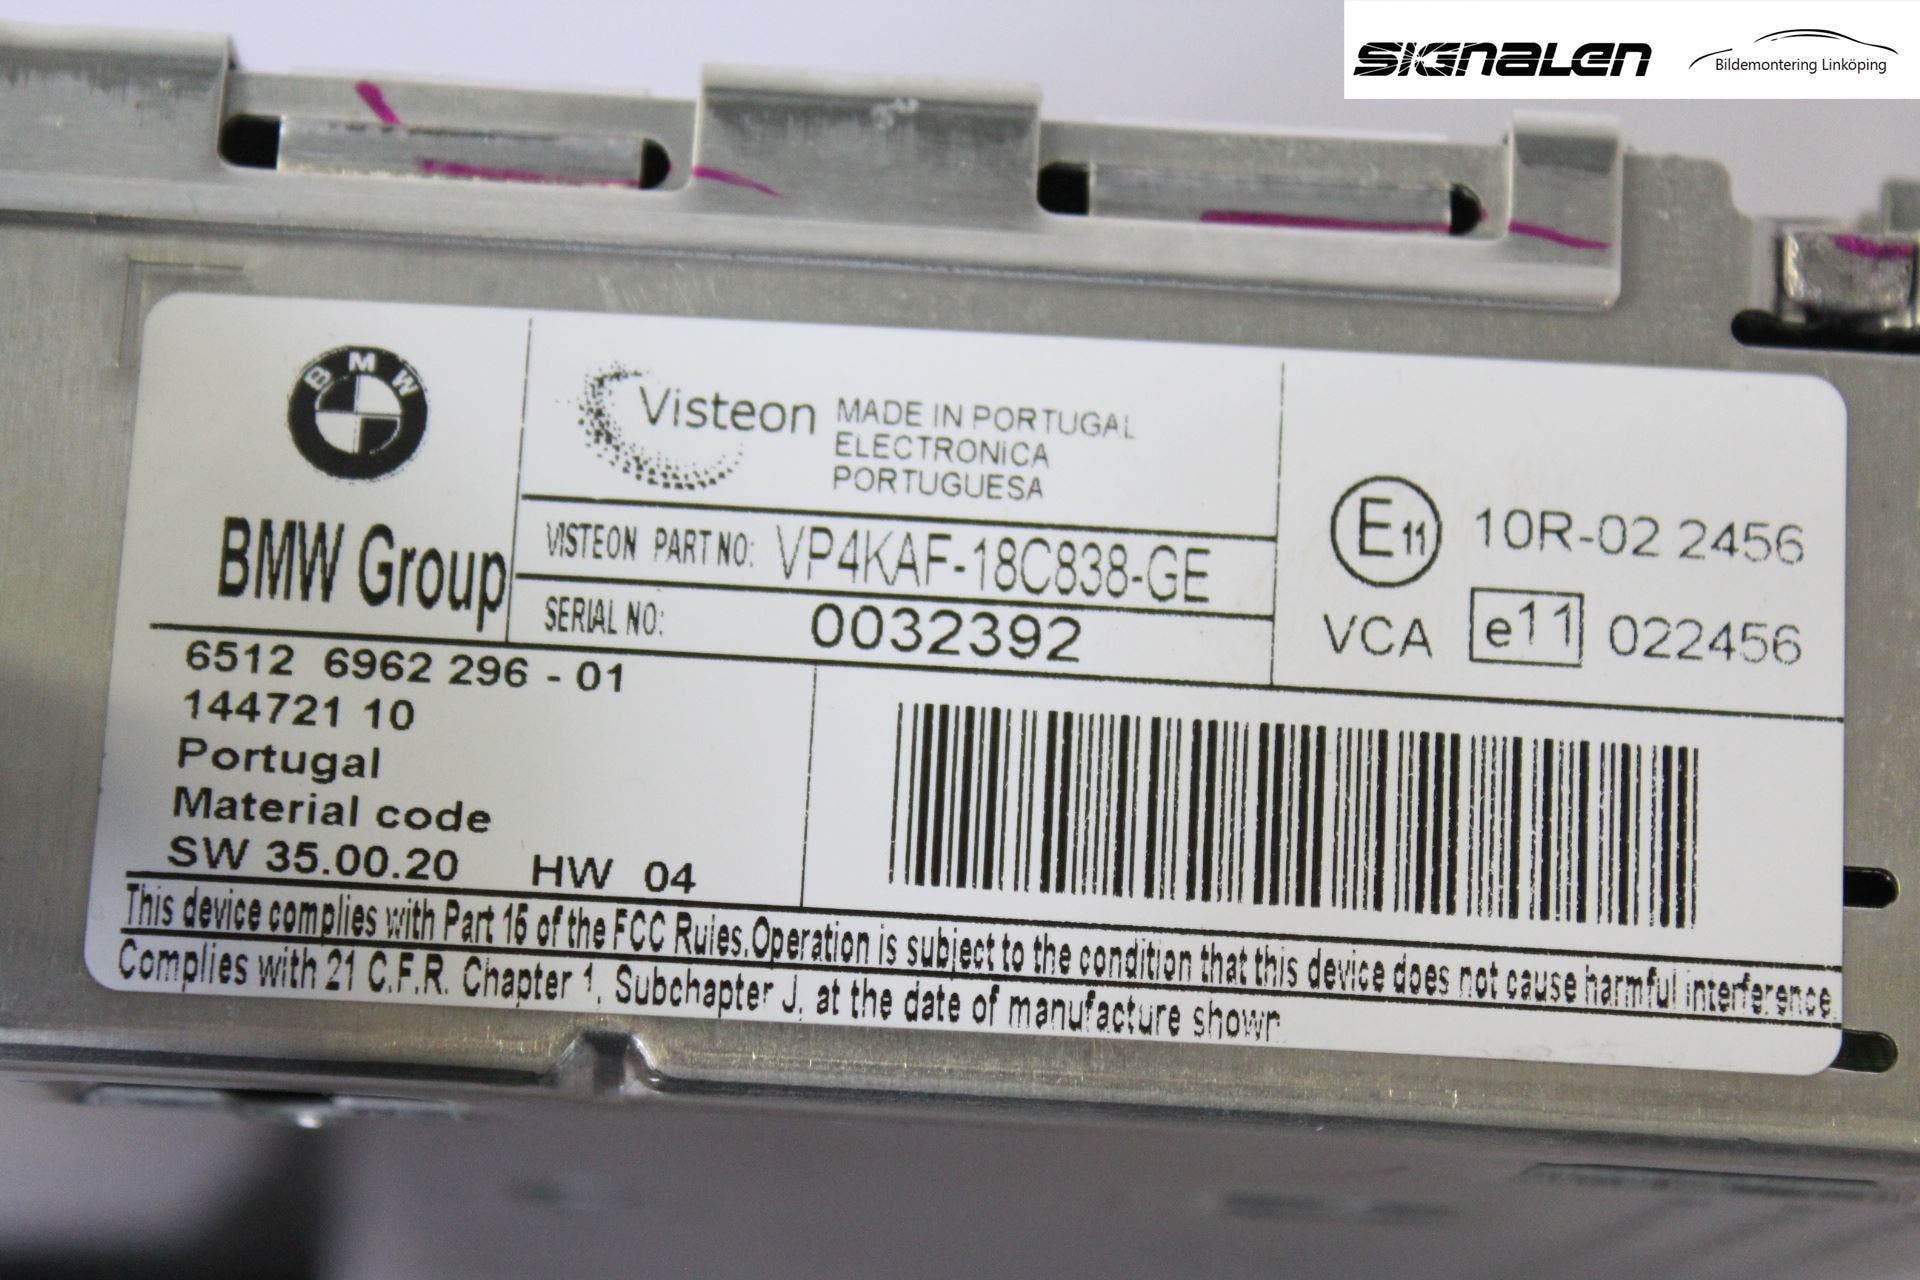 SIGNALEN
Bildemontering Linköping
BMW
BMW Group
Visteon
MADE IN PORTUGAL
ELECTRONICA
PORTUGUESA
VISTEON PART NO: VP4KAF-18C838-GE
SERIAL NO: 0032392
E11 10R-02 2456
VCA e11 022456
6512 6962 296 - 01
144721 10
Portugal
Material code
SW 35.00.20 HW 04
This device complies with Part 15 of the FCC Rules.Operation is subject to the condition that this device does not cause harmful interference.
Complies with 21 C.F.R. Chapter 1, Subchapter J, at the date of manufacture shown